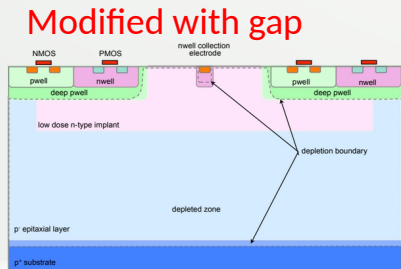 Modified with gap
NMOS PMOS
nwell collection
electrode
pwell nwell pwell nwell
deep pwell deep pwell
low dose n-type implant
depletion boundary
depleted zone
p- epitaxial layer
p+ substrate